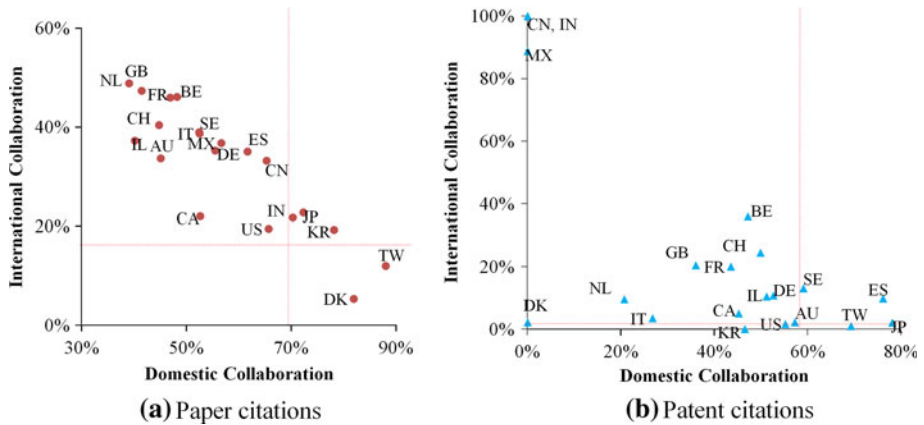 60%
40%
20%
0%
International Collaboration
NL
GB
FR
BE
CH
IL
AU
IT
SE
MX
DE
ES
CN
CA
US
IN
JP
KR
TW
DK
30%
50%
70%
90%
Domestic Collaboration
(a) Paper citations
100%
80%
60%
40%
20%
0%
International Collaboration
CN, IN
MX
BE
GB
FR
CH
DK
NL
IT
CA
IL
DE
SE
ES
KR
US
AU
TW
JP
0%
20%
40%
60%
80%
Domestic Collaboration
(b) Patent citations